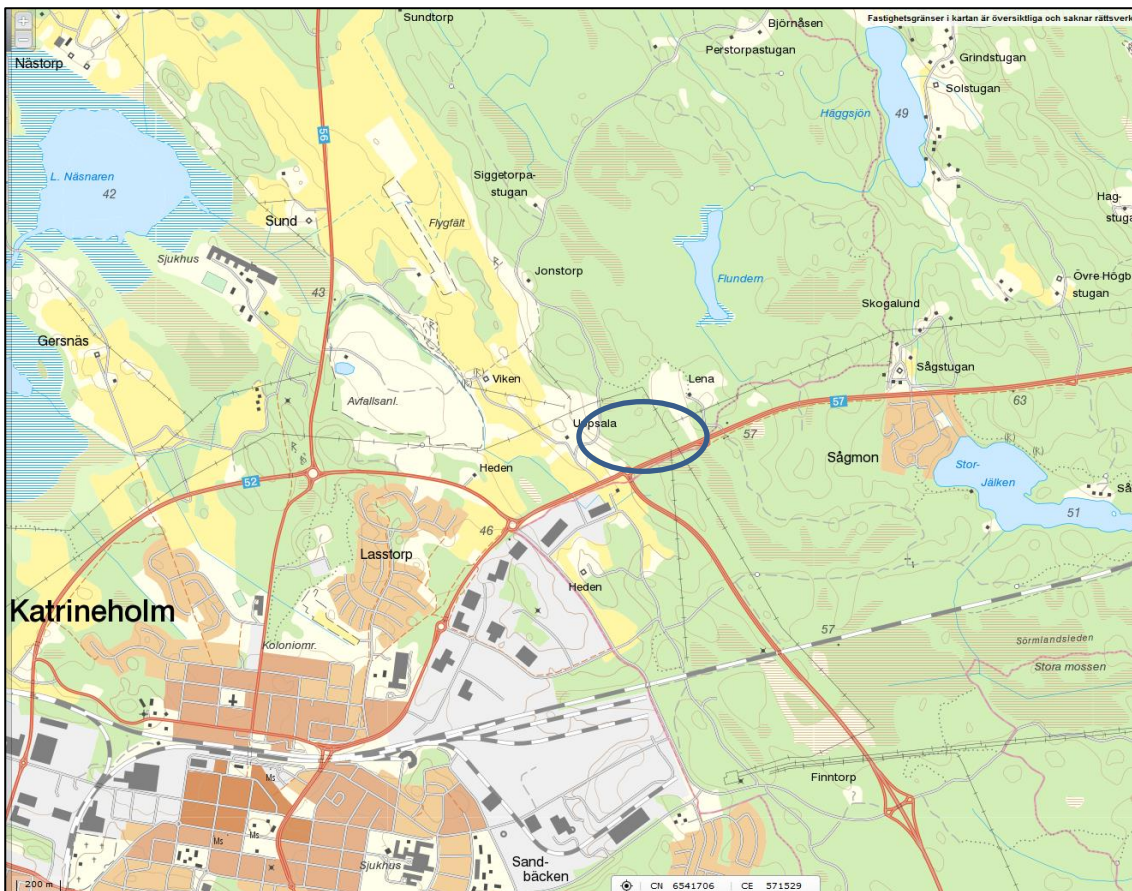 Sundtorp
Björnåsen
Fastighetsgränser i kartan är översiktliga och saknar rättsverk
Perstorpastugan
Nästorp
Grindstugan
Solstugan
56
Häggsjön
49
L. Näsnaren
42
Siggetorpa-
stugan
Hag-
stuga
Sund
Flygfält
Sjukhus
Jonstorp
Flundern
Övre Högb
stugan
43
Skogalund
Gersnäs
Sågstugan
Viken
Lena
Avfallsanl.
57
63
Uppsala
57
Sågmon
Stor-
Jälken
Heden
52
Så
51
46
Lasstorp
Heden
Katrineholm
57
Koloniomr.
Sörmlandsleden
Stora mossen
Ms
Finntorp
?
Ms
Ms
Sjukhus
Sand-
bäcken
200 m
CN 6541706 CE 571529